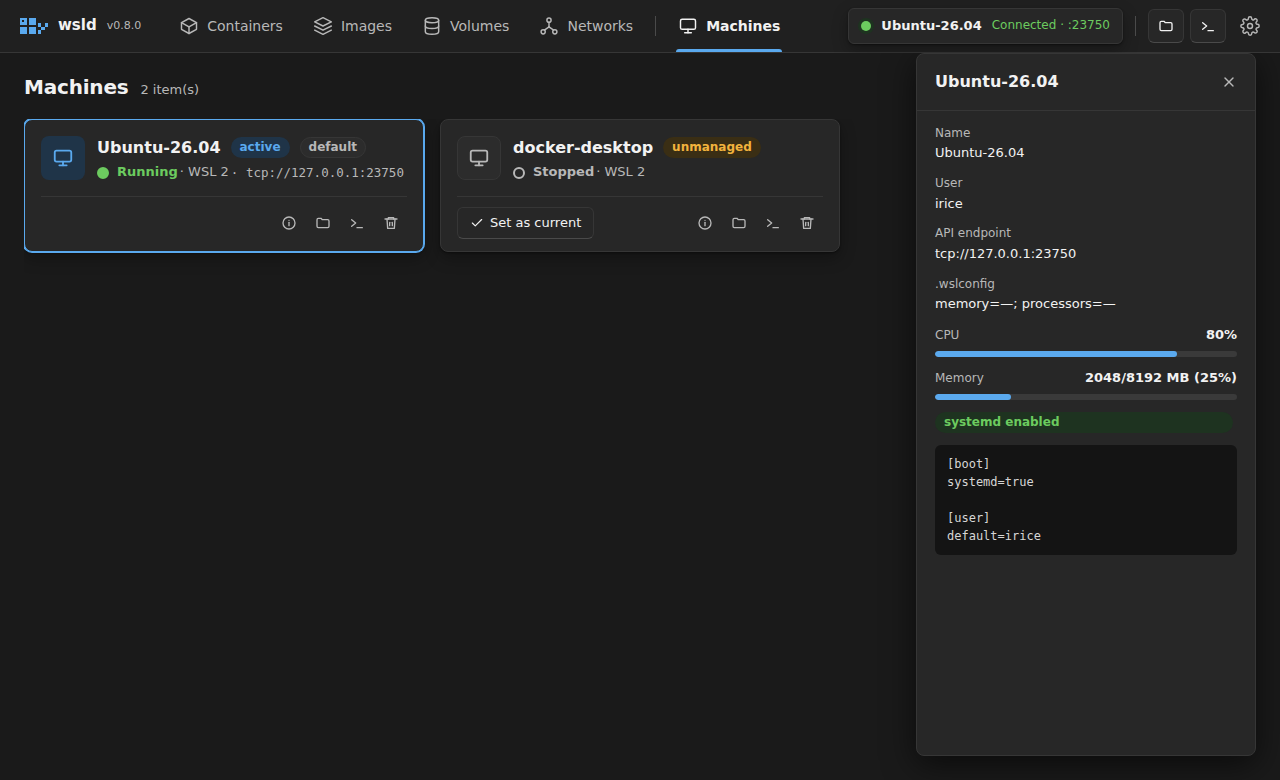 wsld v0.8.0 Containers Images Volumes Networks Machines Ubuntu-26.04 Connected · :23750
Machines 2 item(s)
Ubuntu-26.04 active default
Running · WSL 2 · tcp://127.0.0.1:23750
docker-desktop unmanaged
Stopped · WSL 2
Set as current
Ubuntu-26.04
Name
Ubuntu-26.04
User
irice
API endpoint
tcp://127.0.0.1:23750
.wslconfig
memory=—; processors=—
CPU 80%
Memory 2048/8192 MB (25%)
systemd enabled
[boot]
systemd=true
[user]
default=irice